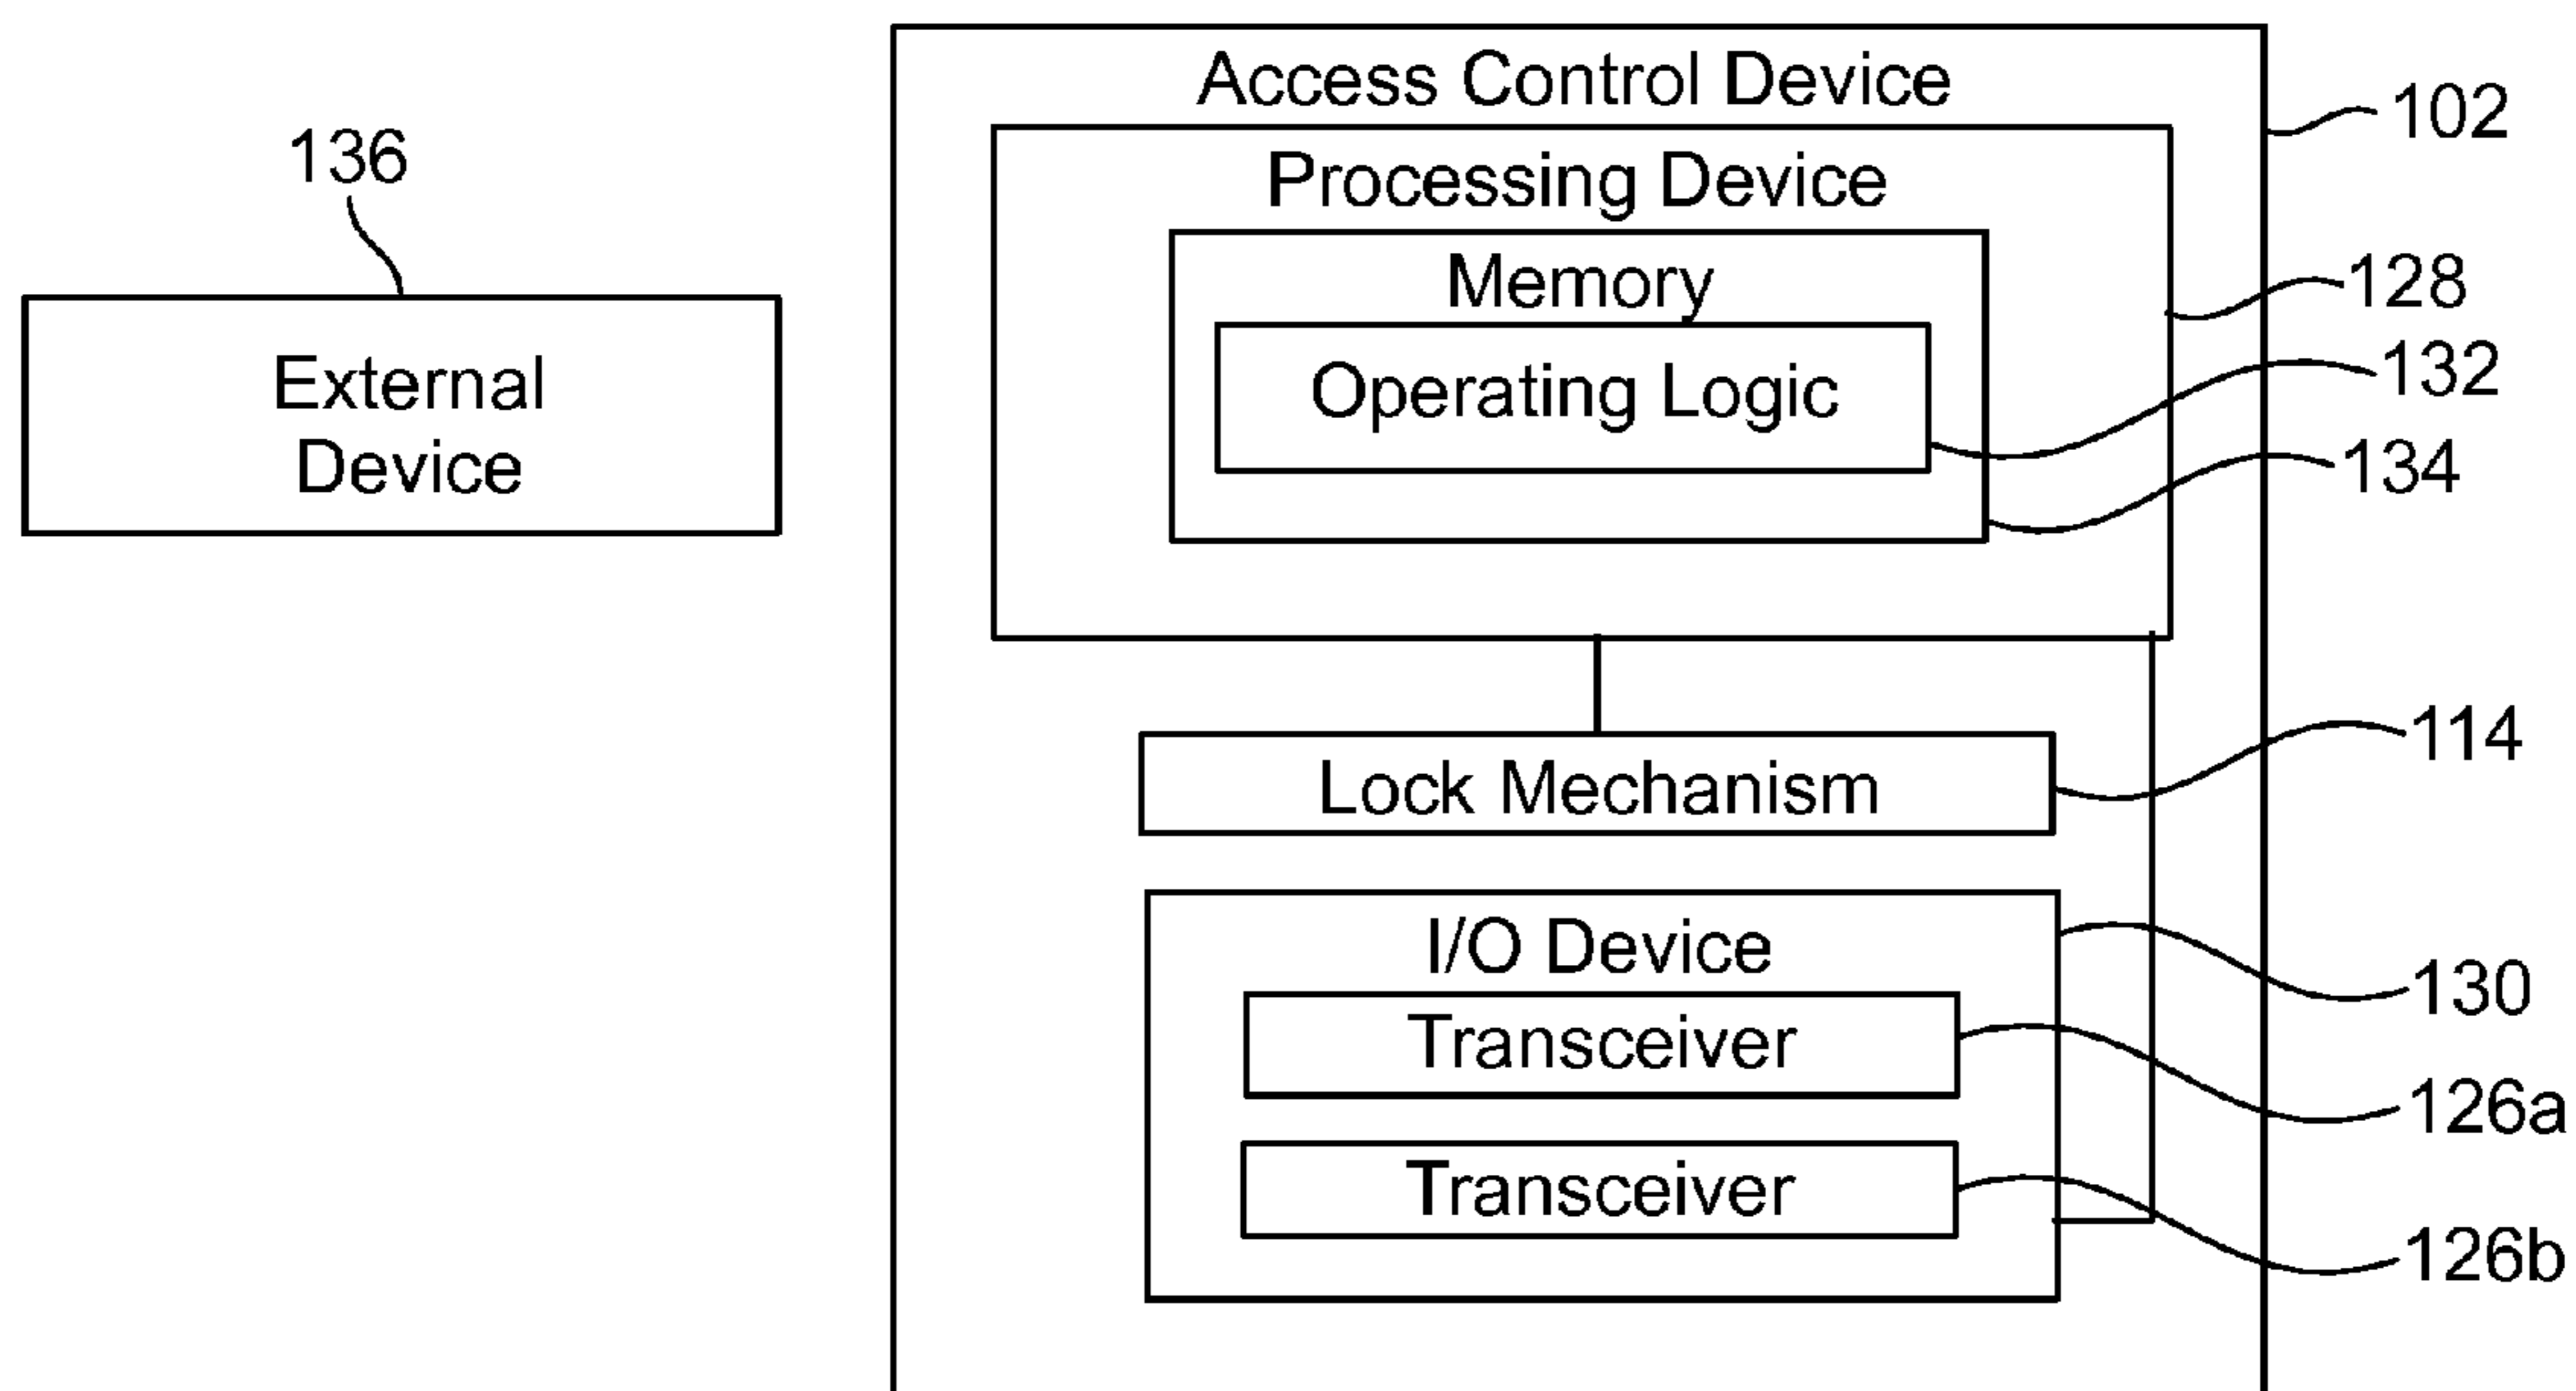 Access Control Device
102
136
Processing Device
Memory
128
External
Device
Operating Logic
132
134
114
Lock Mechanism
I/O Device
130
Transceiver
126a
Transceiver
126b